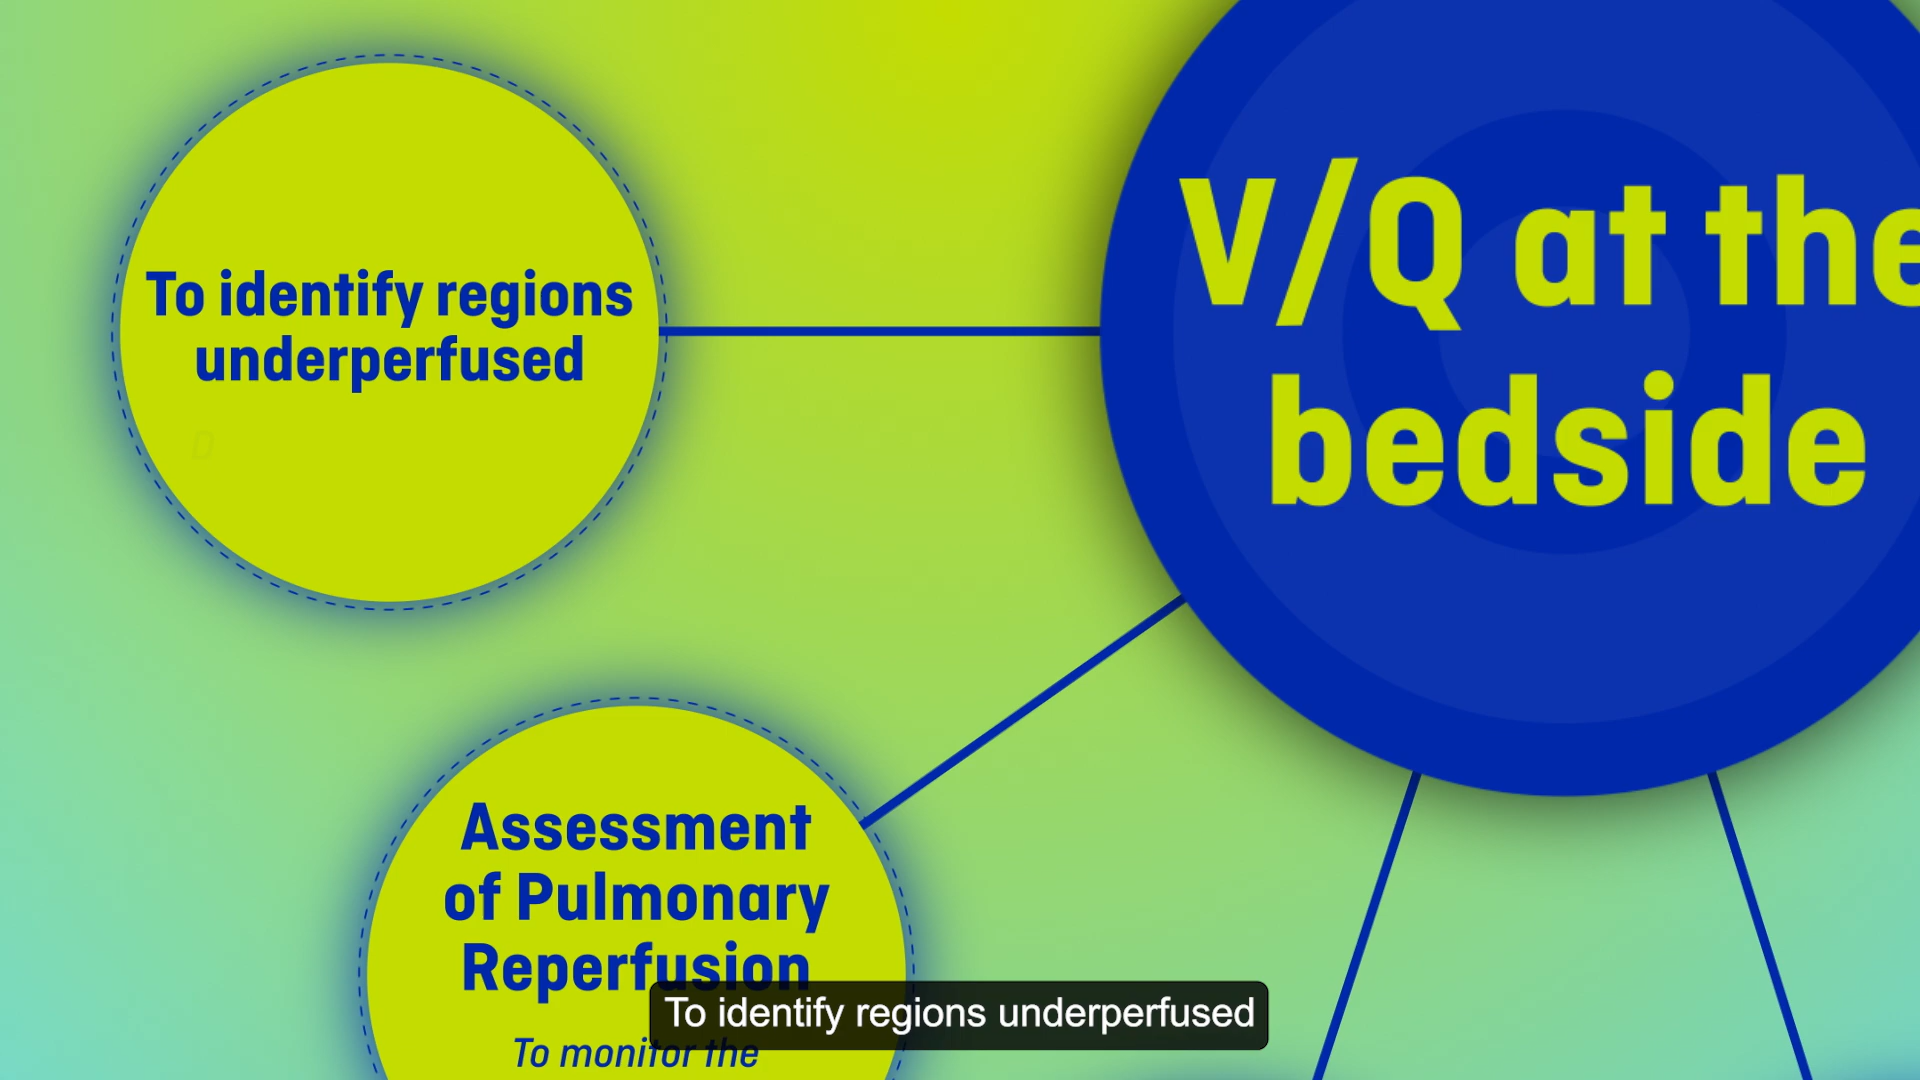 To identify regions
underperfused
V/Q at the
bedside
Assessment
of Pulmonary
Reperfusion
To monitor the
To identify regions underperfused